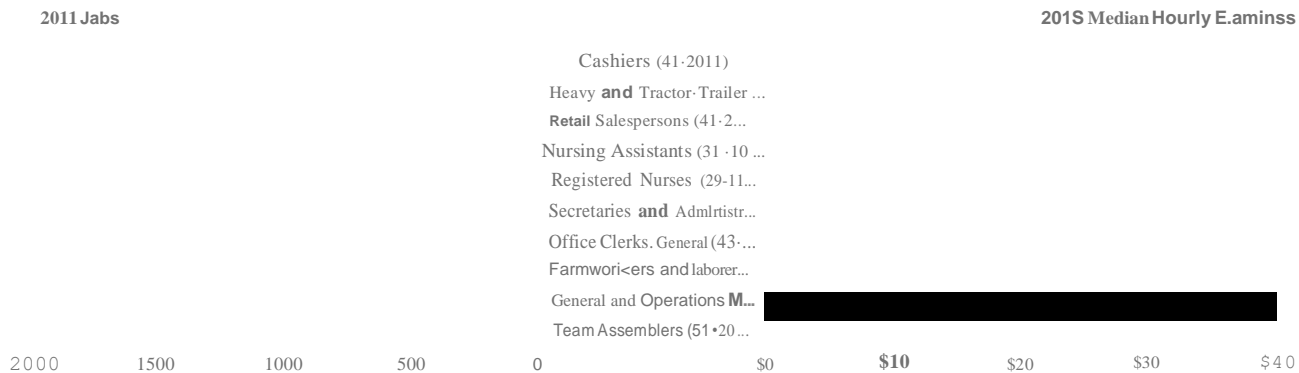 2011 Jabs 201S Median Hourly E.aminss
Cashiers (41·2011)
Heavy and Tractor·Trailer ...
Retail Salespersons (41·2...
Nursing Assistants (31 ·10 ...
Registered Nurses (29-11...
Secretaries and Admlrtistr...
Office Clerks. General (43·...
Farmwori<ers and laborer...
General and Operations M...
Team Assemblers (51•20...
2000 1500 1000 500 0 $0 $10 $20 $30 $40